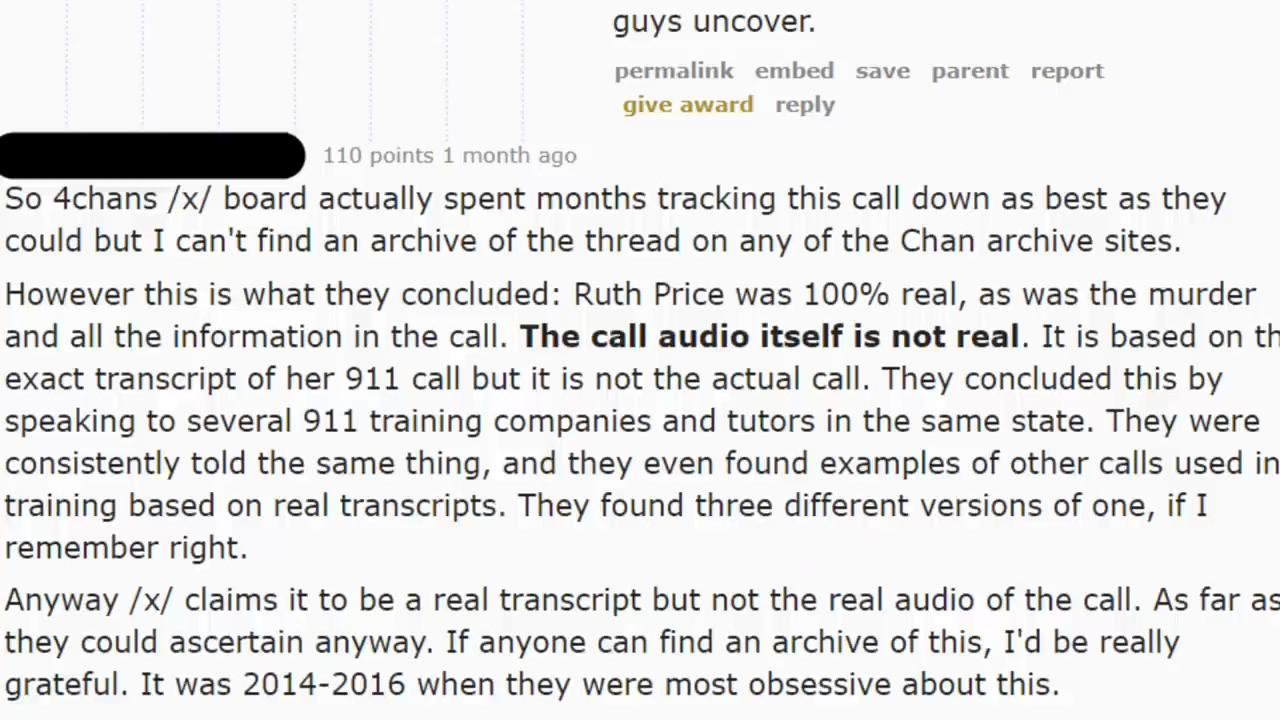 guys uncover.
permalink embed save parent report
give award reply
110 points 1 month ago
So 4chans /x/ board actually spent months tracking this call down as best as they
could but I can't find an archive of the thread on any of the Chan archive sites.
However this is what they concluded: Ruth Price was 100% real, as was the murder
and all the information in the call. The call audio itself is not real. It is based on th
exact transcript of her 911 call but it is not the actual call. They concluded this by
speaking to several 911 training companies and tutors in the same state. They were
consistently told the same thing, and they even found examples of other calls used in
training based on real transcripts. They found three different versions of one, if I
remember right.
Anyway /x/ claims it to be a real transcript but not the real audio of the call. As far as
they could ascertain anyway. If anyone can find an archive of this, I'd be really
grateful. It was 2014-2016 when they were most obsessive about this.